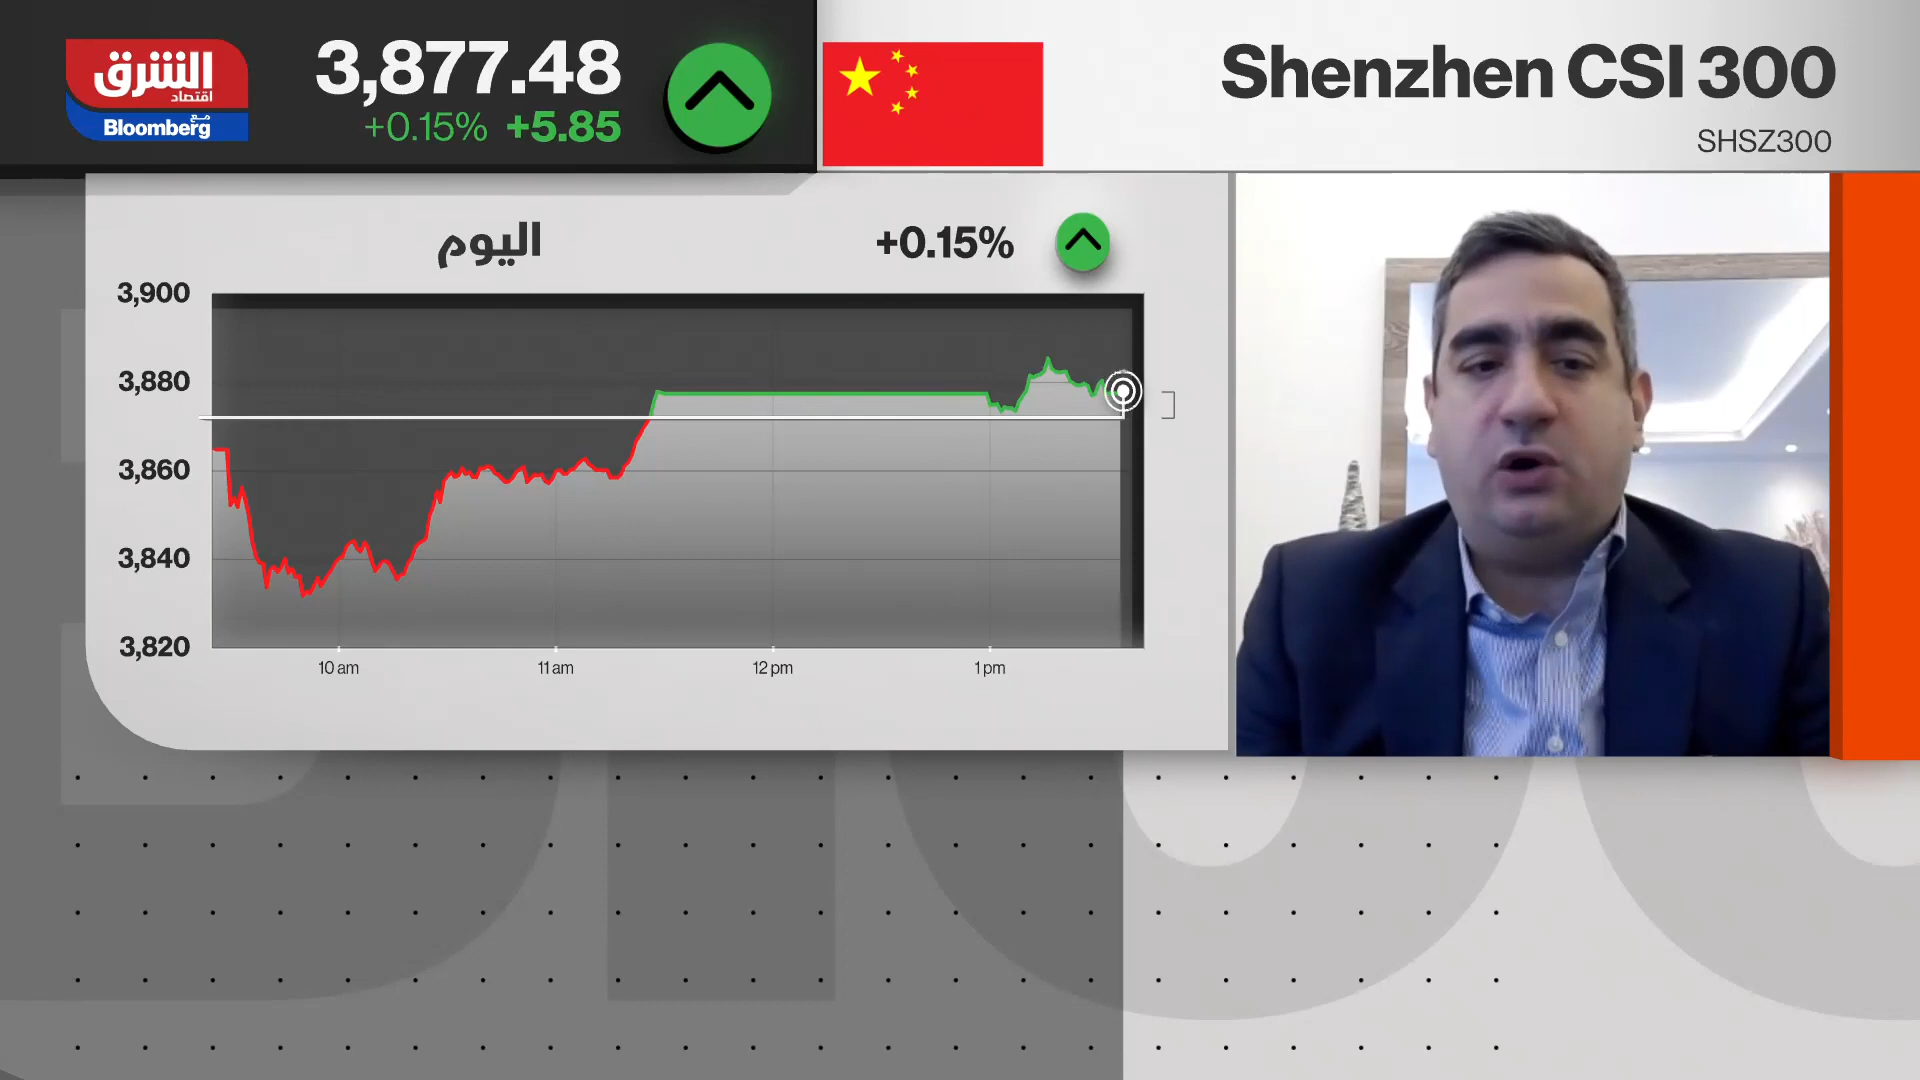 الشرق
اقتصاد
مع
Bloomberg
3,877.48
+0.15% +5.85
Shenzhen CSI 300
SHSZ300
اليوم
+0.15%
3,900
3,880
3,860
3,840
3,820
10 am
11 am
12 pm
1 pm